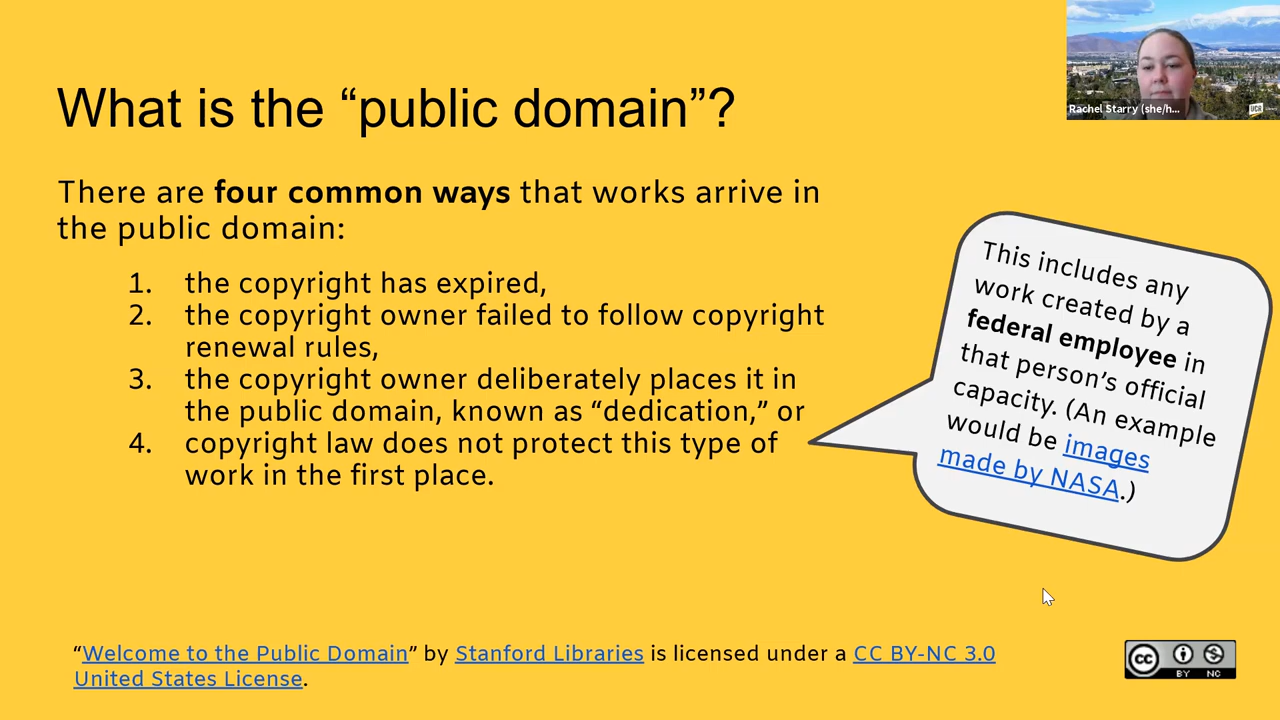 What is the “public domain”?
Rachel Starry (she/h...
UCR
There are four common ways that works arrive in
the public domain:
1. the copyright has expired,
2. the copyright owner failed to follow copyright
renewal rules,
3. the copyright owner deliberately places it in
the public domain, known as “dedication,” or
4. copyright law does not protect this type of
work in the first place.
This includes any
work created by a
federal employee in
that person’s official
capacity. (An example
would be images
made by NASA.)
“Welcome to the Public Domain” by Stanford Libraries is licensed under a CC BY-NC 3.0
United States License.
cc
BY NC